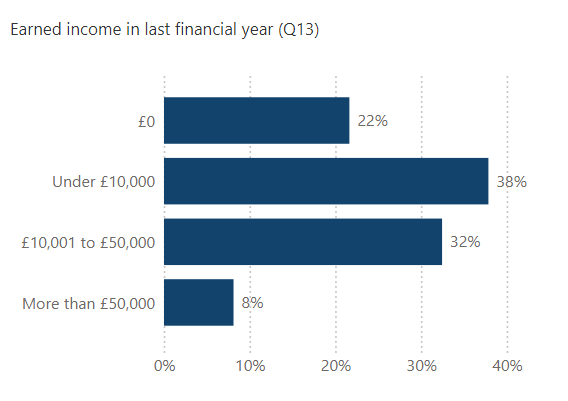 Earned income in last financial year (Q13)
£0 22%
Under £10,000 38%
£10,001 to £50,000 32%
More than £50,000 8%
0% 10% 20% 30% 40%